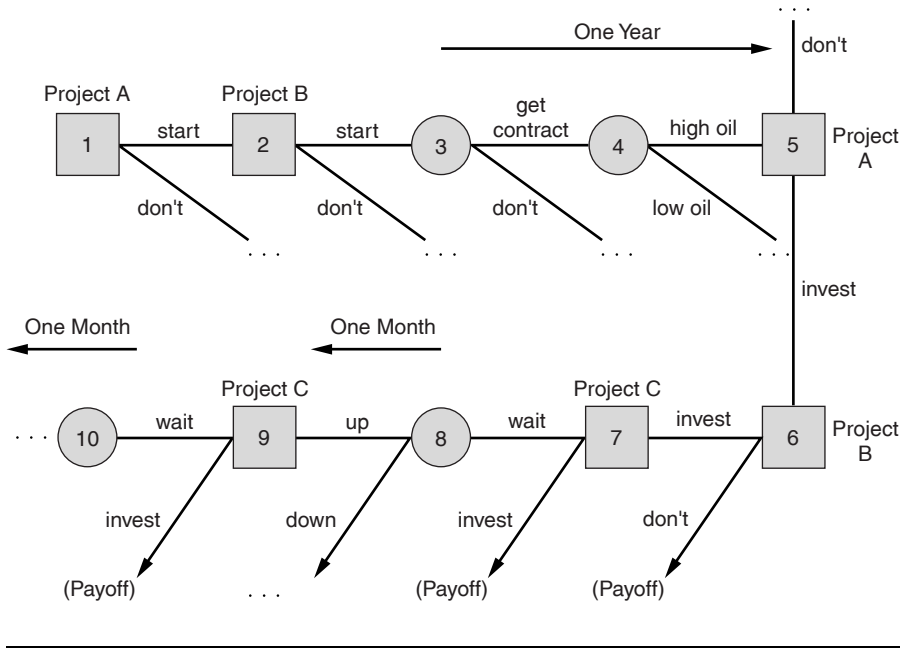 . . .
One Year
don't
Project A
Project B
get
contract
1
start
2
start
3
4
high oil
5
Project
A
don't
don't
don't
low oil
. . .
. . .
. . .
. . .
invest
One Month
One Month
Project C
Project C
. . .
10
wait
9
up
8
wait
7
invest
6
Project
B
invest
down
invest
don't
(Payoff)
. . .
(Payoff)
(Payoff)